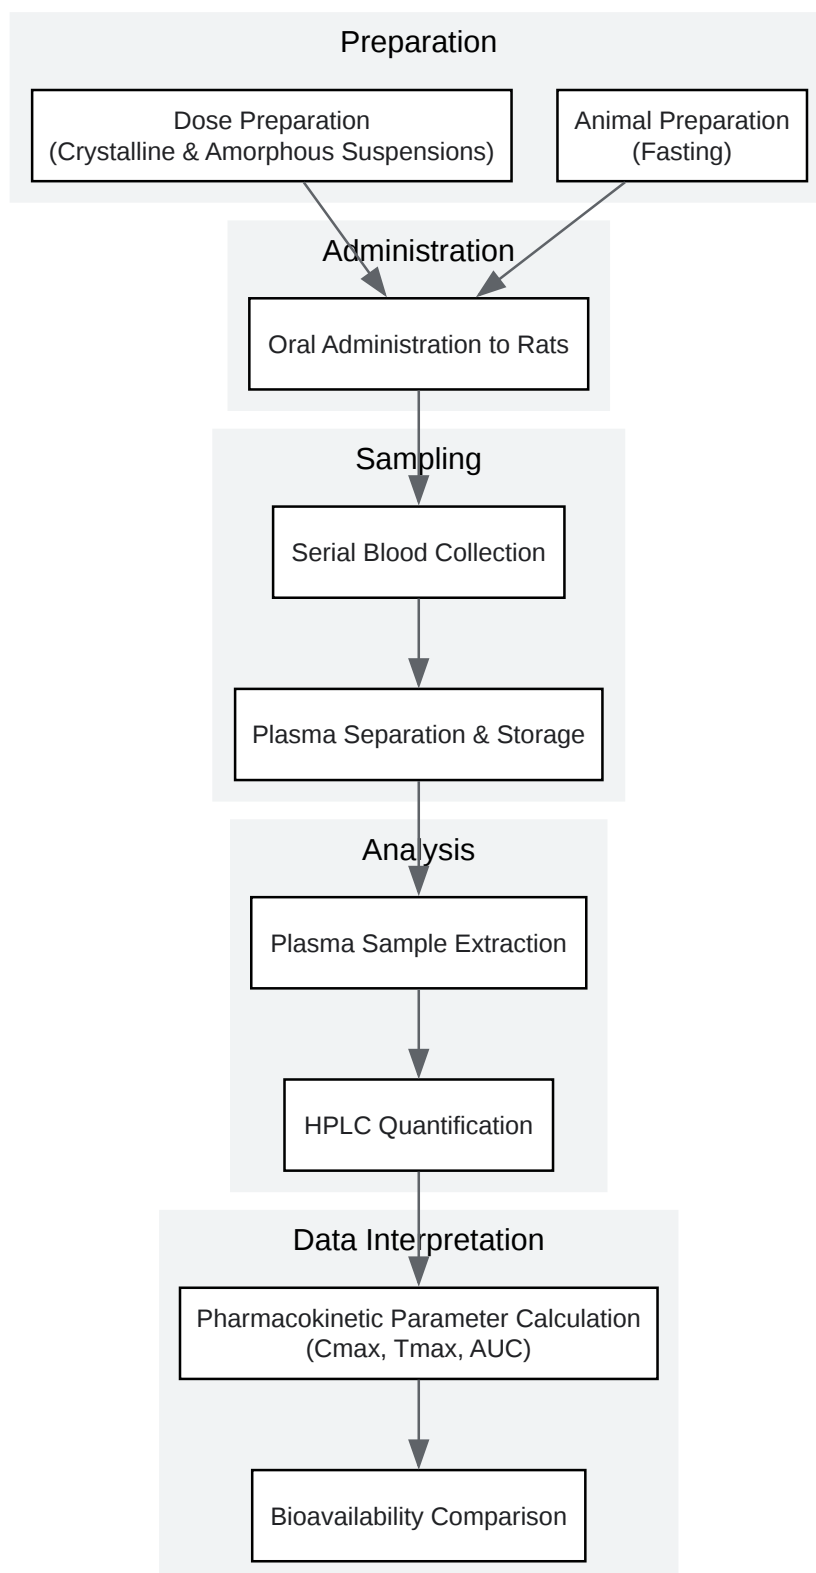 Preparation
Dose Preparation
(Crystalline & Amorphous Suspensions)
Animal Preparation
(Fasting)
Administration
Oral Administration to Rats
Sampling
Serial Blood Collection
Plasma Separation & Storage
Analysis
Plasma Sample Extraction
HPLC Quantification
Data Interpretation
Pharmacokinetic Parameter Calculation
(Cmax, Tmax, AUC)
Bioavailability Comparison